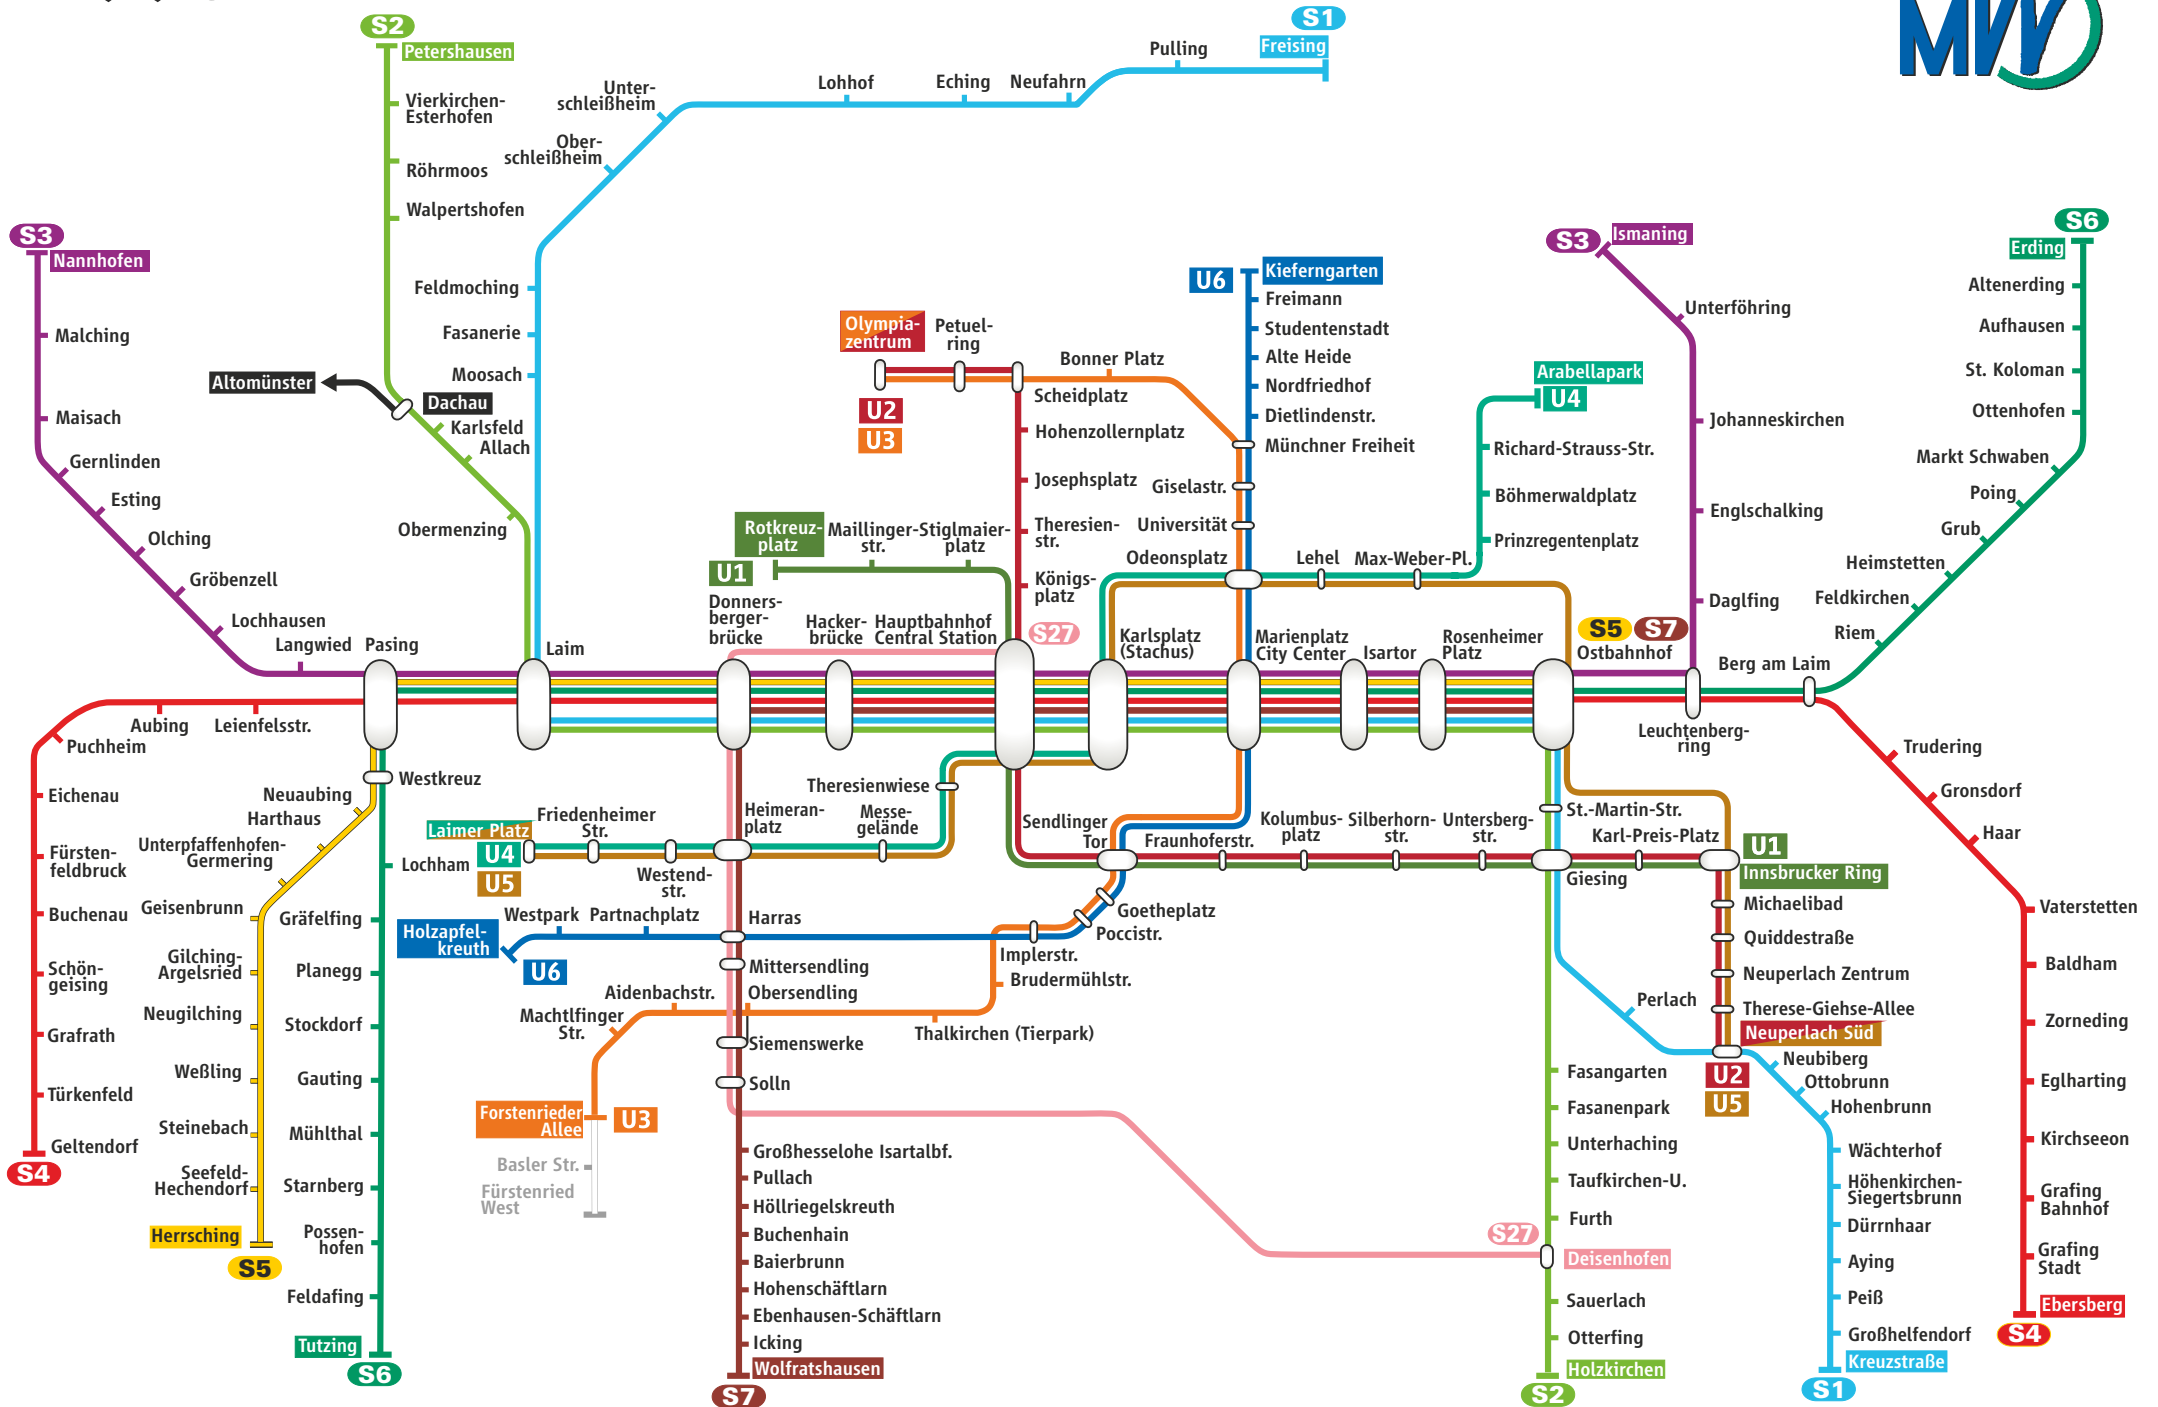 S2
Petershausen
Vierkirchen-
Esterhofen
Röhrmoos
Walpertshofen
Altomünster
Dachau
Karlsfeld
Allach
Obermenzing
S1
Freising
Pulling
Neufahrn
Eching
Lohhof
Unter-
schleißheim
Ober-
schleißheim
Feldmoching
Fasanerie
Moosach
MVV
S3
Nannhofen
Malching
Maisach
Gernlinden
Esting
Olching
Gröbenzell
Lochhausen
Langwied
Pasing
Laim
Donners-
berger-
brücke
Hacker-
brücke
Hauptbahnhof
Central Station
S27
Karlsplatz
(Stachus)
Marienplatz
City Center
Isartor
Rosenheimer
Platz
S5
S7
Ostbahnhof
Leuchtenberg-
ring
Berg am Laim
Olympia-
zentrum
Petuel-
ring
U2
U3
Scheidplatz
Bonner Platz
Hohenzollernplatz
Josephsplatz
Theresien-
str.
Königs-
platz
Rotkreuz-
platz
Maillinger-
str.
Stiglmaier-
platz
U1
U6
Kieferngarten
Freimann
Studentenstadt
Alte Heide
Nordfriedhof
Dietlindenstr.
Münchner Freiheit
Giselastr.
Universität
Odeonsplatz
Lehel
Max-Weber-Pl.
Arabellapark
U4
Richard-Strauss-Str.
Böhmerwaldplatz
Prinzregentenplatz
S3
Ismaning
Unterföhring
Johanneskirchen
Englschalking
Daglfing
S6
Erding
Altenerding
Aufhausen
St. Koloman
Ottenhofen
Markt Schwaben
Poing
Grub
Heimstetten
Feldkirchen
Riem
Aubing
Leienfelsstr.
Puchheim
Eichenau
Fürsten-
feldbruck
Buchenau
Schön-
geising
Grafrath
Türkenfeld
Geltendorf
S4
Westkreuz
Neuaubing
Harthaus
Unterpfaffenhofen-
Germering
Geisenbrunn
Gilching-
Argelsried
Neugilching
Weßling
Steinebach
Seefeld-
Hechendorf
Herrsching
S5
Lochham
Gräfelfing
Planegg
Stockdorf
Gauting
Mühlthal
Starnberg
Possen-
hofen
Feldafing
Tutzing
S6
Laimer Platz
U4
U5
Friedenheimer
Str.
Westend-
str.
Heimeran-
platz
Messe-
gelände
Theresienwiese
Holzapfel-
kreuth
U6
Westpark
Partnachplatz
Harras
Mittersendling
Obersendling
Aidenbachstr.
Machtlfinger
Str.
Siemenswerke
Solln
Forstenrieder
Allee
U3
Basler Str.
Fürstenried
West
Thalkirchen (Tierpark)
Brudermühlstr.
Implerstr.
Poccistr.
Goetheplatz
Sendlinger
Tor
Fraunhoferstr.
Kolumbus-
platz
Silberhorn-
str.
Untersberg-
str.
St.-Martin-Str.
Karl-Preis-Platz
Giesing
U1
Innsbrucker Ring
Michaelibad
Quiddestraße
Neuperlach Zentrum
Therese-Giehse-Allee
Neuperlach Süd
U2
U5
Perlach
Neubiberg
Ottobrunn
Hohenbrunn
Wächterhof
Höhenkirchen-
Siegertsbrunn
Dürrnhaar
Aying
Peiß
Großhelfendorf
Kreuzstraße
S1
Großhesselohe Isartalbf.
Pullach
Höllriegelskreuth
Buchenhain
Baierbrunn
Hohenschäftlarn
Ebenhausen-Schäftlarn
Icking
Wolfratshausen
S7
Fasangarten
Fasanenpark
Unterhaching
Taufkirchen-U.
Furth
S27
Deisenhofen
Sauerlach
Otterfing
Holzkirchen
S2
Trudering
Gronsdorf
Haar
Vaterstetten
Baldham
Zorneding
Eglharting
Kirchseeon
Grafing
Bahnhof
Grafing
Stadt
Ebersberg
S4